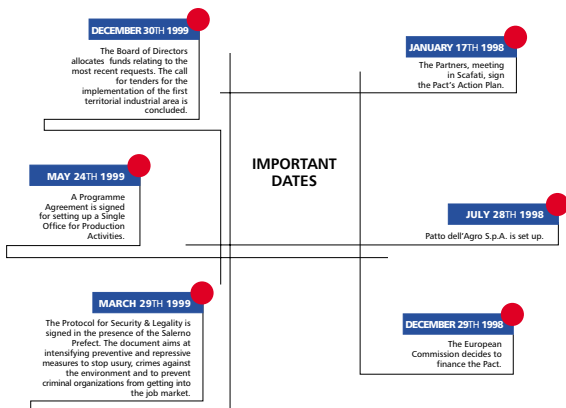 DECEMBER 30TH 1999
The Board of Directors
allocates funds relating to the
most recent requests. The call
for tenders for the
implementation of the first
territorial industrial area is
concluded.
JANUARY 17TH 1998
The Partners, meeting
in Scafati, sign
the Pact's Action Plan.
IMPORTANT
DATES
MAY 24TH 1999
A Programme
Agreement is signed
for setting up a Single
Office for Production
Activities.
JULY 28TH 1998
Patto dell'Agro S.p.A. is set up.
MARCH 29TH 1999
The Protocol for Security & Legality is
signed in the presence of the Salerno
Prefect. The document aims at
intensifying preventive and repressive
measures to stop usury, crimes against
the environment and to prevent
criminal organizations from getting into
the job market.
DECEMBER 29TH 1998
The European
Commission decides to
finance the Pact.